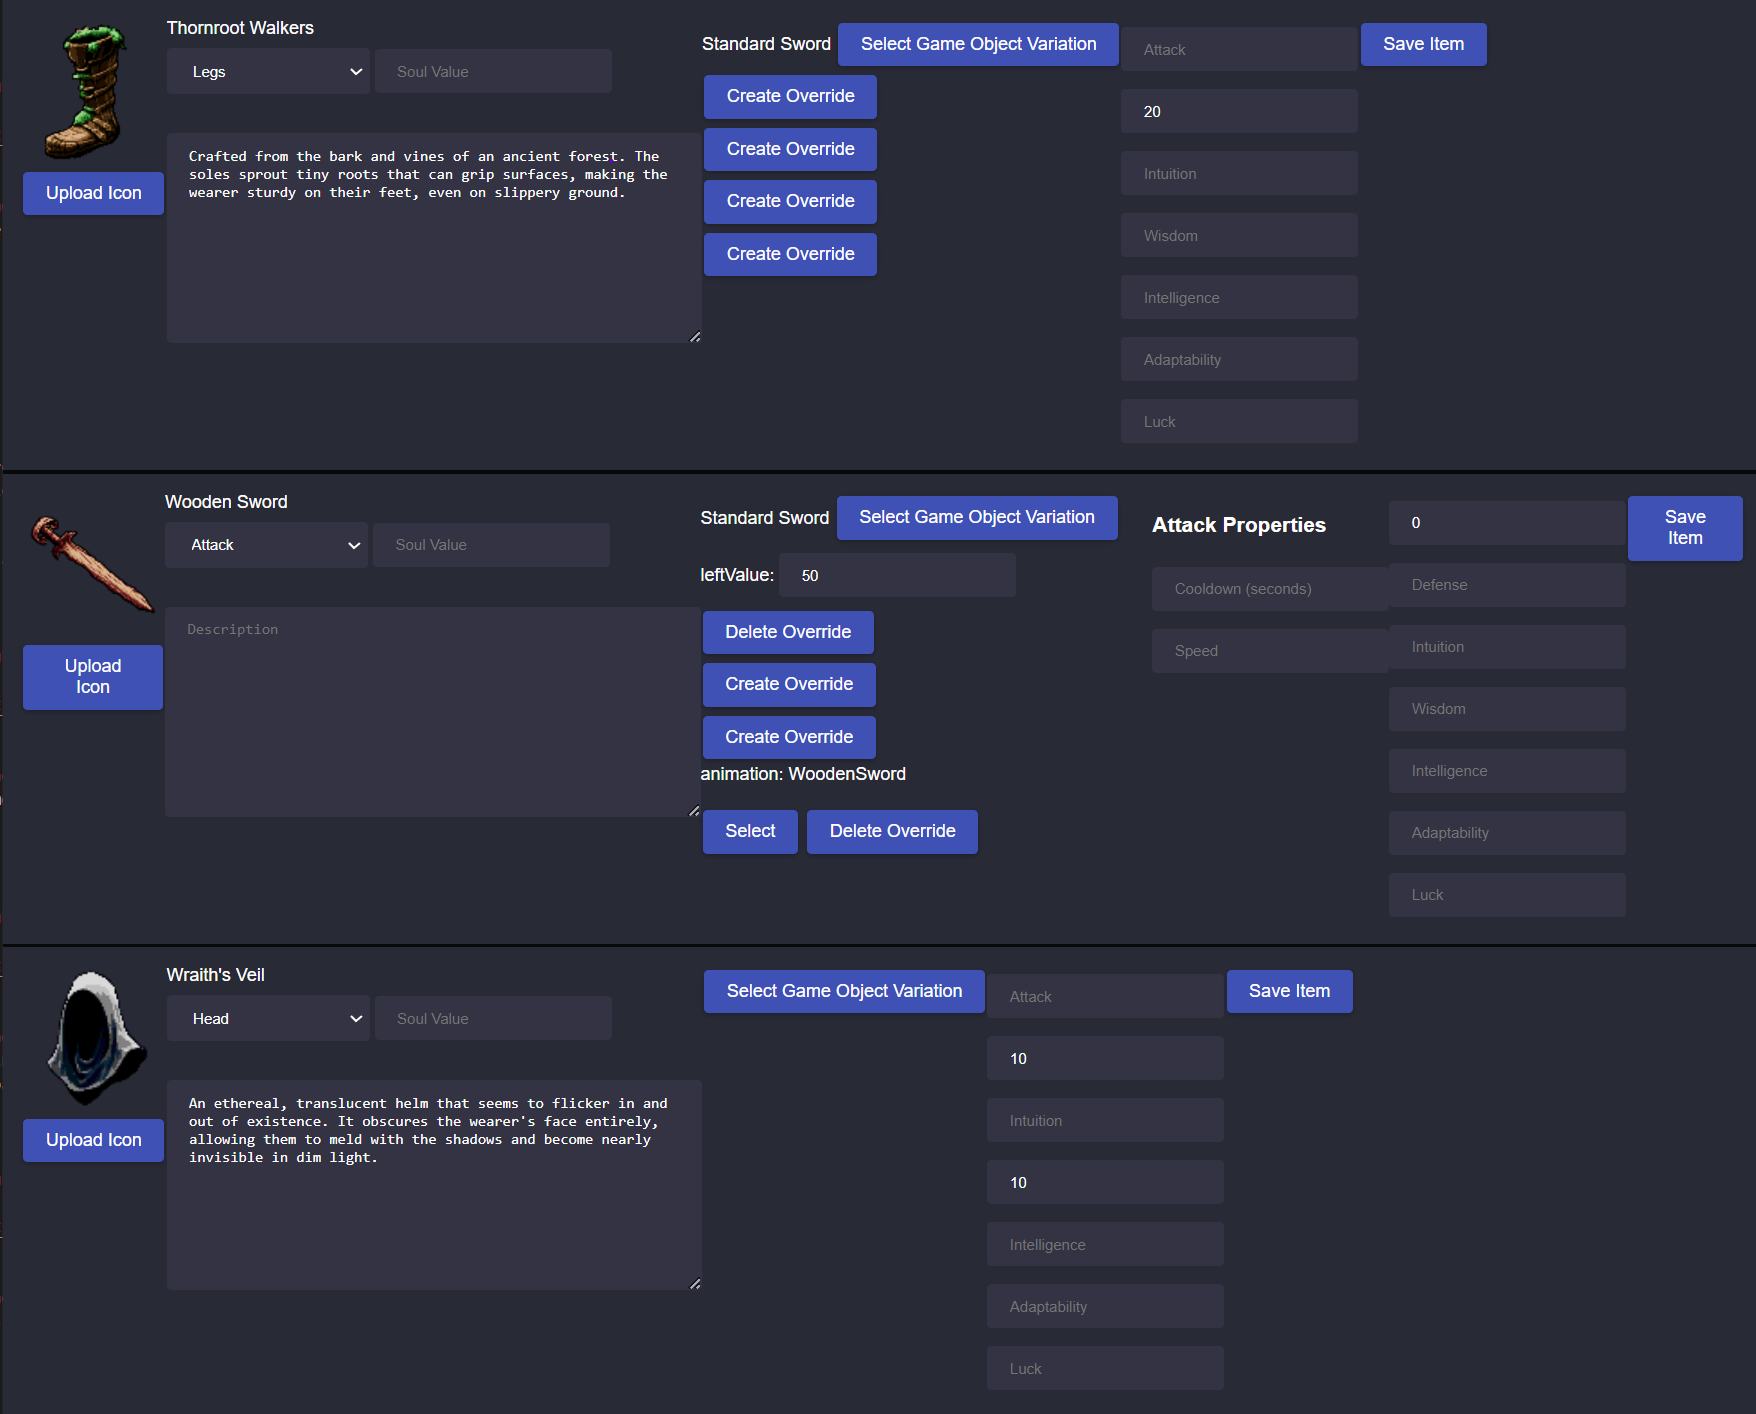 Thornroot Walkers
Legs
Soul Value
Crafted from the bark and vines of an ancient forest. The
soles sprout tiny roots that can grip surfaces, making the
wearer sturdy on their feet, even on slippery ground.
Upload Icon
Standard Sword
Select Game Object Variation
Create Override
Create Override
Create Override
Create Override
Attack
20
Intuition
Wisdom
Intelligence
Adaptability
Luck
Save Item
Wooden Sword
Attack
Soul Value
Description
Upload
Icon
Standard Sword
Select Game Object Variation
leftValue:
50
Delete Override
Create Override
Create Override
animation: WoodenSword
Select
Delete Override
Attack Properties
Cooldown (seconds)
Speed
0
Defense
Intuition
Wisdom
Intelligence
Adaptability
Luck
Save
Item
Wraith's Veil
Head
Soul Value
An ethereal, translucent helm that seems to flicker in and
out of existence. It obscures the wearer's face entirely,
allowing them to meld with the shadows and become nearly
invisible in dim light.
Upload Icon
Select Game Object Variation
Attack
10
Intuition
10
Intelligence
Adaptability
Luck
Save Item